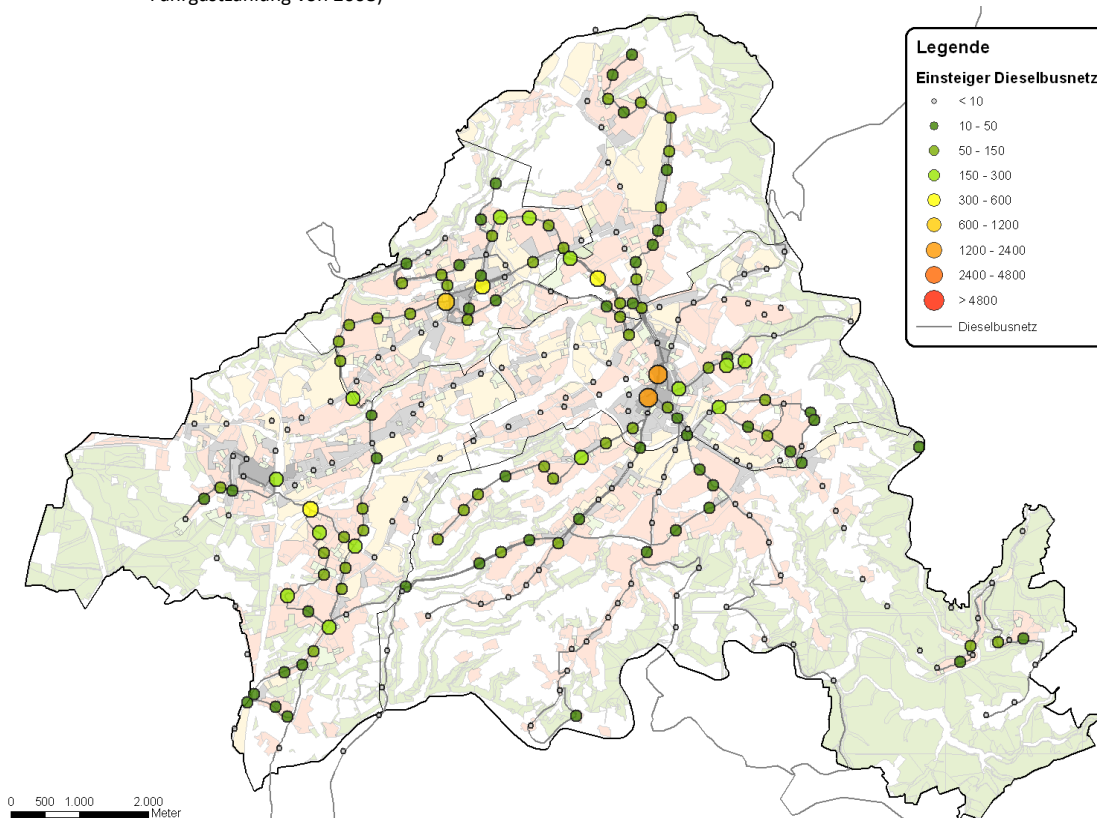 Legende
Einsteiger Dieselbusnetz
< 10
10 - 50
50 - 150
150 - 300
300 - 600
600 - 1200
1200 - 2400
2400 - 4800
> 4800
Dieselbusnetz
0 500 1.000 2.000
Meter